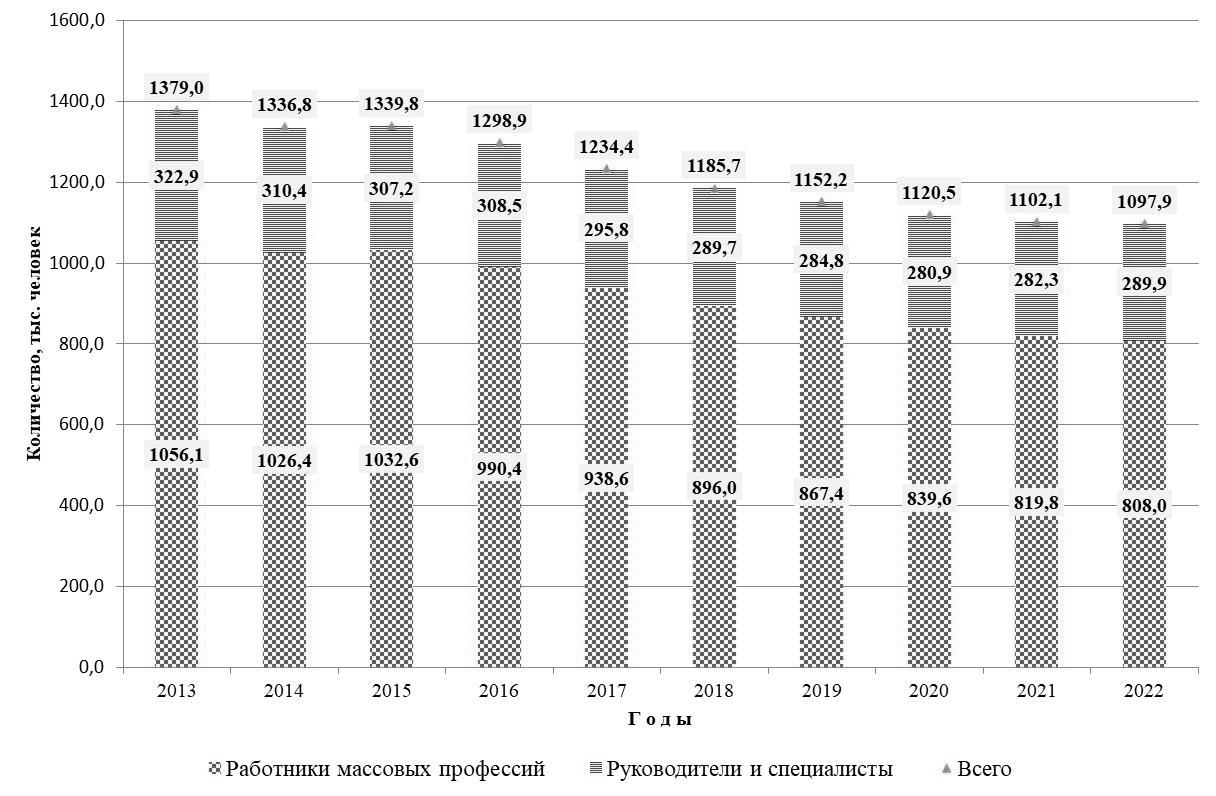 1600,0
1400,0
1200,0
1000,0
800,0
600,0
400,0
200,0
0,0
Количество, тыс. человек
1379,0 1336,8 1339,8 1298,9 1234,4 1185,7 1152,2 1120,5 1102,1 1097,9
322,9 310,4 307,2 308,5 295,8 289,7 284,8 280,9 282,3 289,9
1056,1 1026,4 1032,6 990,4 938,6 896,0 867,4 839,6 819,8 808,0
2013 2014 2015 2016 2017 2018 2019 2020 2021 2022
Годы
Работники массовых профессий Руководители и специалисты Всего